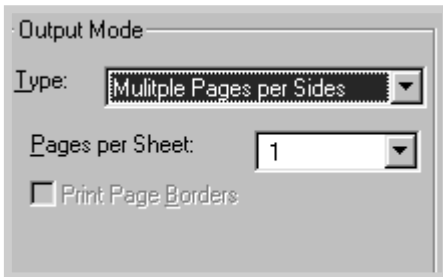 Output Mode
Type: Mulitple Pages per Sides
Pages per Sheet: 1
Print Page Borders